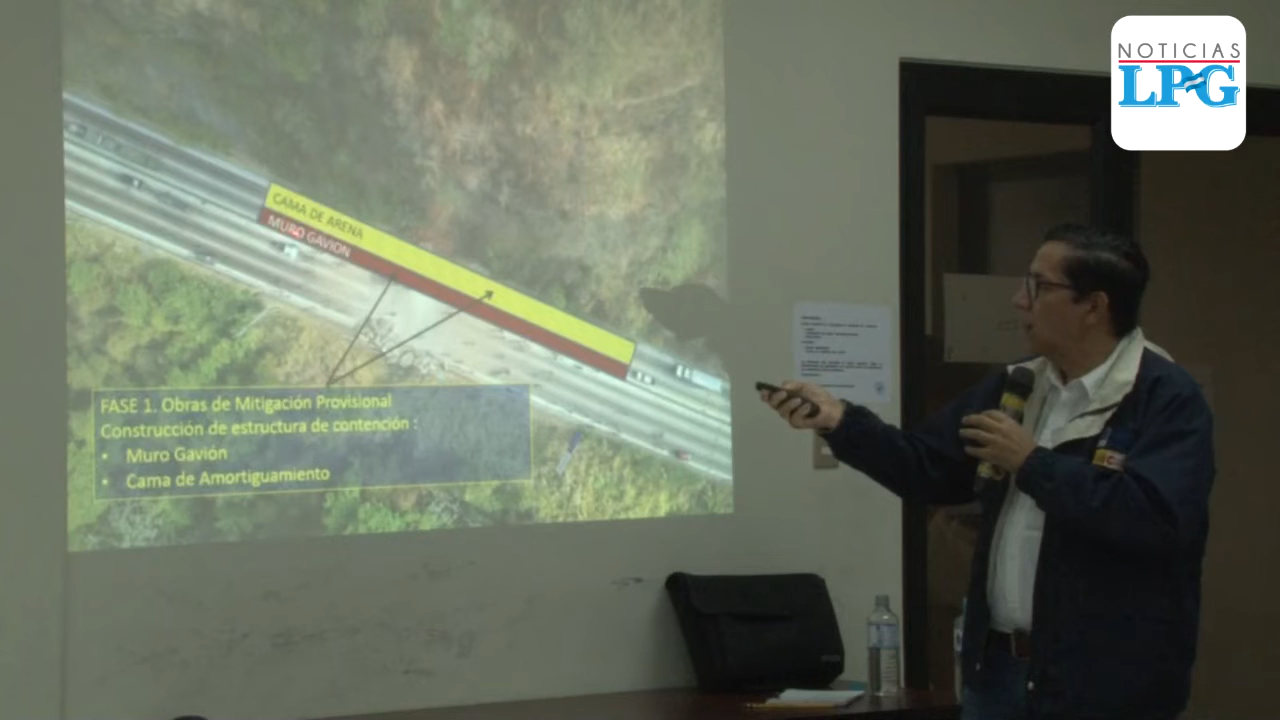 NOTICIAS
LPG
CAMA DE ARENA
MURO GAVION
FASE 1. Obras de Mitigación Provisional
Construcción de estructura de contención :
• Muro Gavión
• Cama de Amortiguamiento